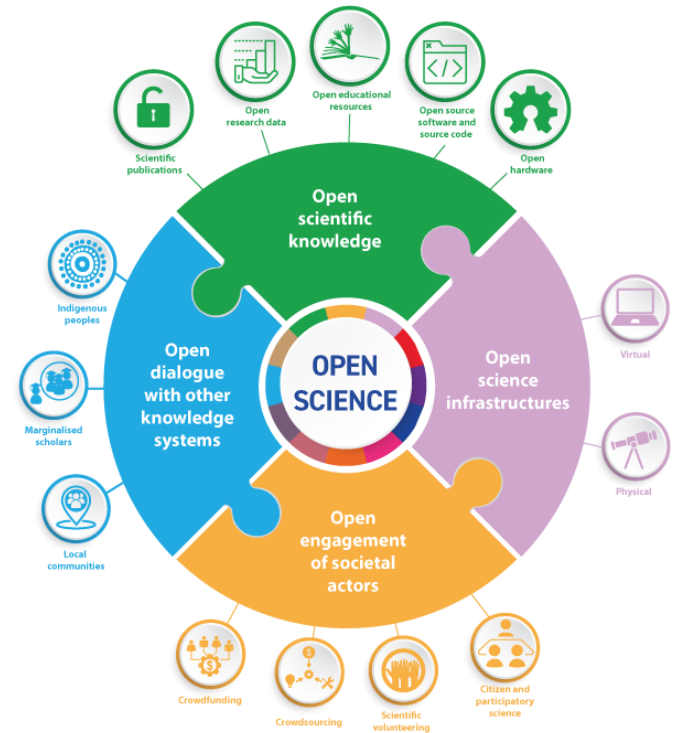 Open educational
resources
Open
research data
Open source
software and
source code
Scientific
publications
Open
hardware
Open
scientific
knowledge
Indigenous
peoples
Virtual
Open
dialogue
with other
knowledge
systems
OPEN
SCIENCE
Open
science
infrastructures
Marginalised
scholars
Physical
Local
communities
Open
engagement
of societal
actors
Crowdfunding
Crowdsourcing
Scientific
volunteering
Citizen and
participatory
science